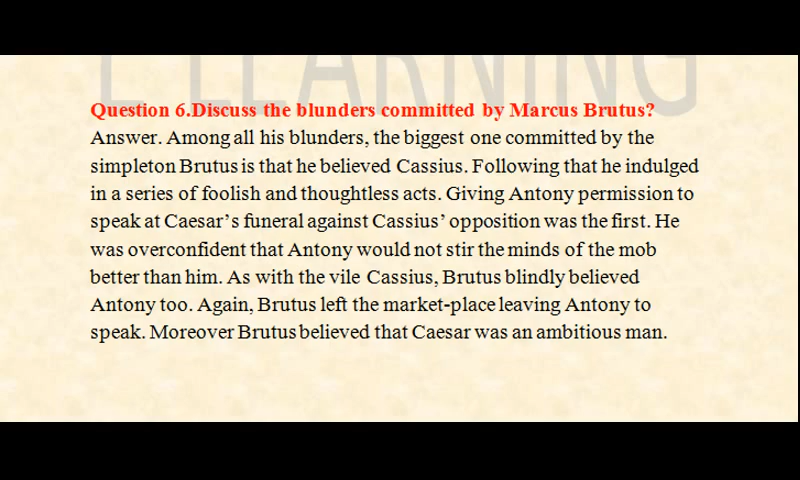 E LEARNING
Question 6.Discuss the blunders committed by Marcus Brutus?
Answer. Among all his blunders, the biggest one committed by the
simpleton Brutus is that he believed Cassius. Following that he indulged
in a series of foolish and thoughtless acts. Giving Antony permission to
speak at Caesar’s funeral against Cassius’ opposition was the first. He
was overconfident that Antony would not stir the minds of the mob
better than him. As with the vile Cassius, Brutus blindly believed
Antony too. Again, Brutus left the market-place leaving Antony to
speak. Moreover Brutus believed that Caesar was an ambitious man.